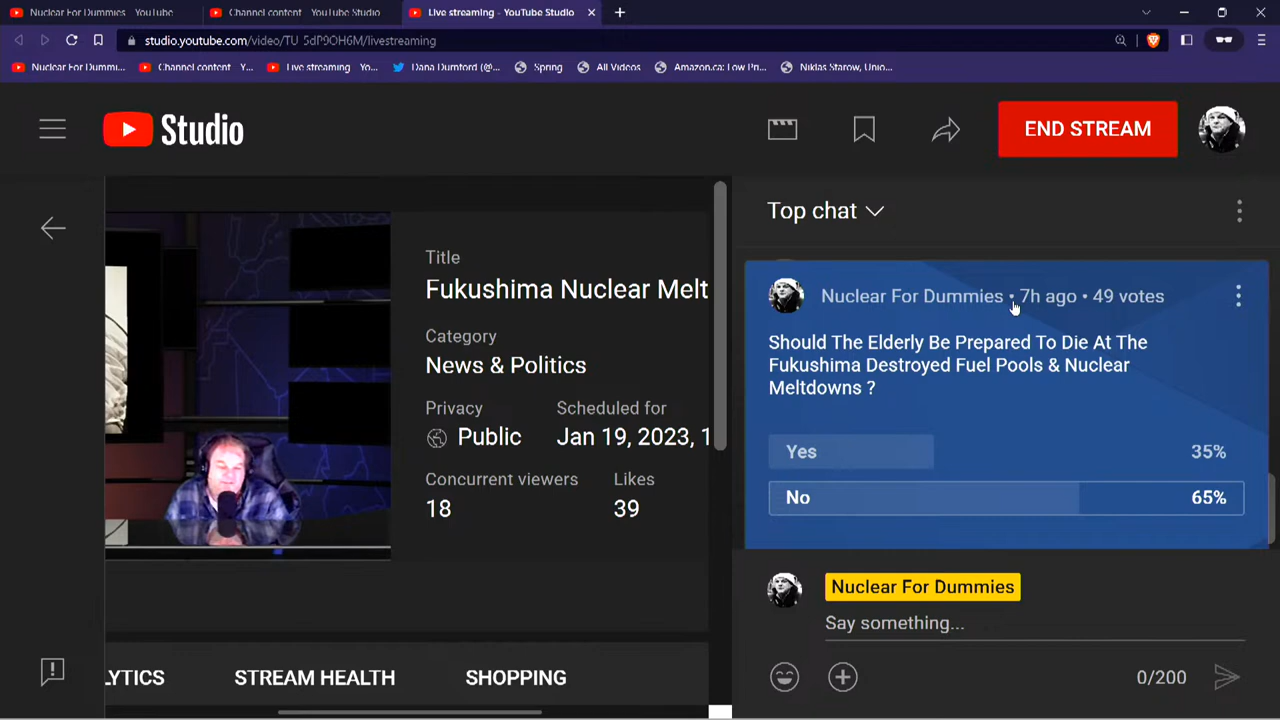 Nuclear For Dummies YouTube
Channel content YouTube Studio
Live streaming - YouTube Studio
studio.youtube.com/video/TU 5dP9OH6M/livestreaming
Nuclear For Dummi...
Channel content Y...
Live streaming Yo...
Dana Durnford (@...
Spring
All Videos
Amazon.ca: Low Pri...
Niklas Starow, Unio...
Studio
END STREAM
Top chat
Title
Fukushima Nuclear Melt
Category
News & Politics
Privacy
Scheduled for
Public
Jan 19, 2023, 1
Concurrent viewers
Likes
18
39
LYTICS
STREAM HEALTH
SHOPPING
Nuclear For Dummies • 7h ago • 49 votes
Should The Elderly Be Prepared To Die At The
Fukushima Destroyed Fuel Pools & Nuclear
Meltdowns ?
Yes 35%
No 65%
Nuclear For Dummies
Say something...
0/200